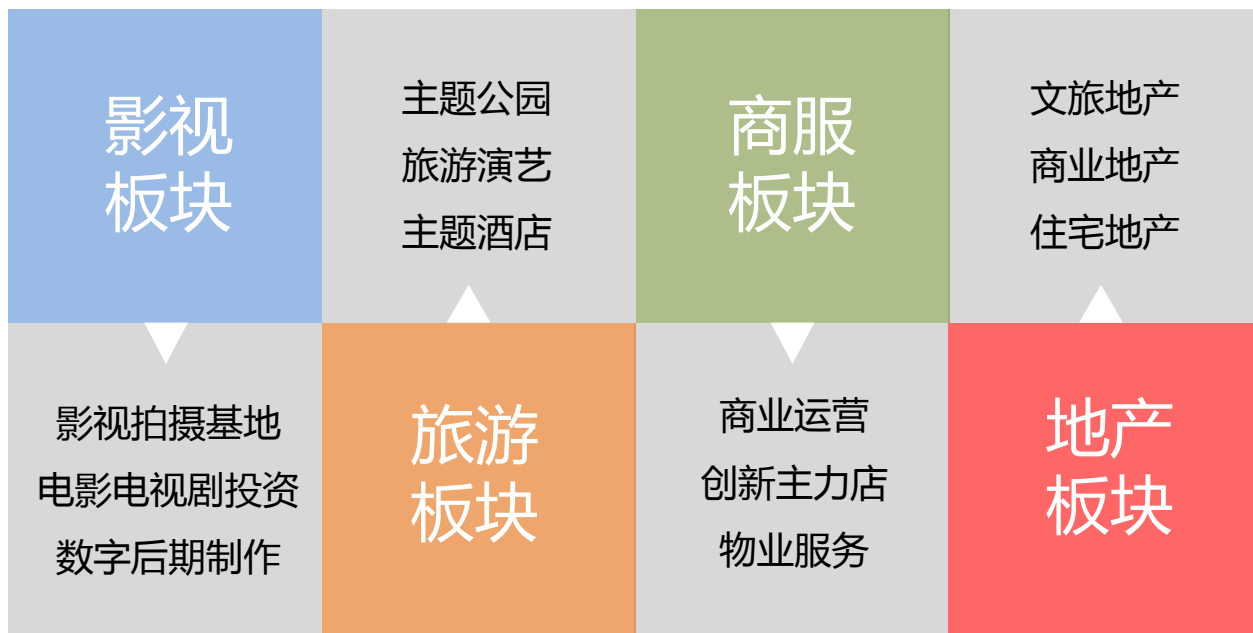 影视
板块
影视拍摄基地
电影电视剧投资
数字后期制作
主题公园
旅游演艺
主题酒店
旅游
板块
商服
板块
商业运营
创新主力店
物业服务
文旅地产
商业地产
住宅地产
地产
板块